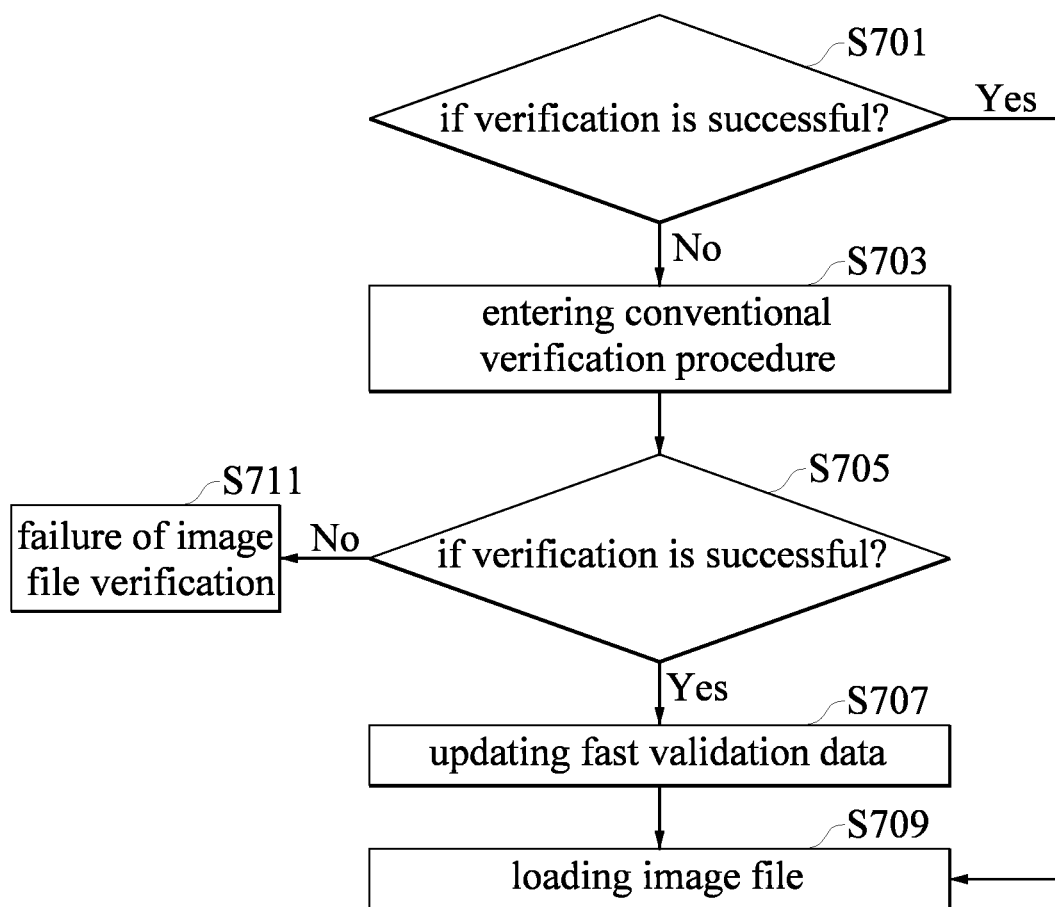 S701
if verification is successful?
Yes
No
S703
entering conventional
verification procedure
S705
if verification is successful?
No
S711
failure of image
file verification
Yes
S707
updating fast validation data
S709
loading image file